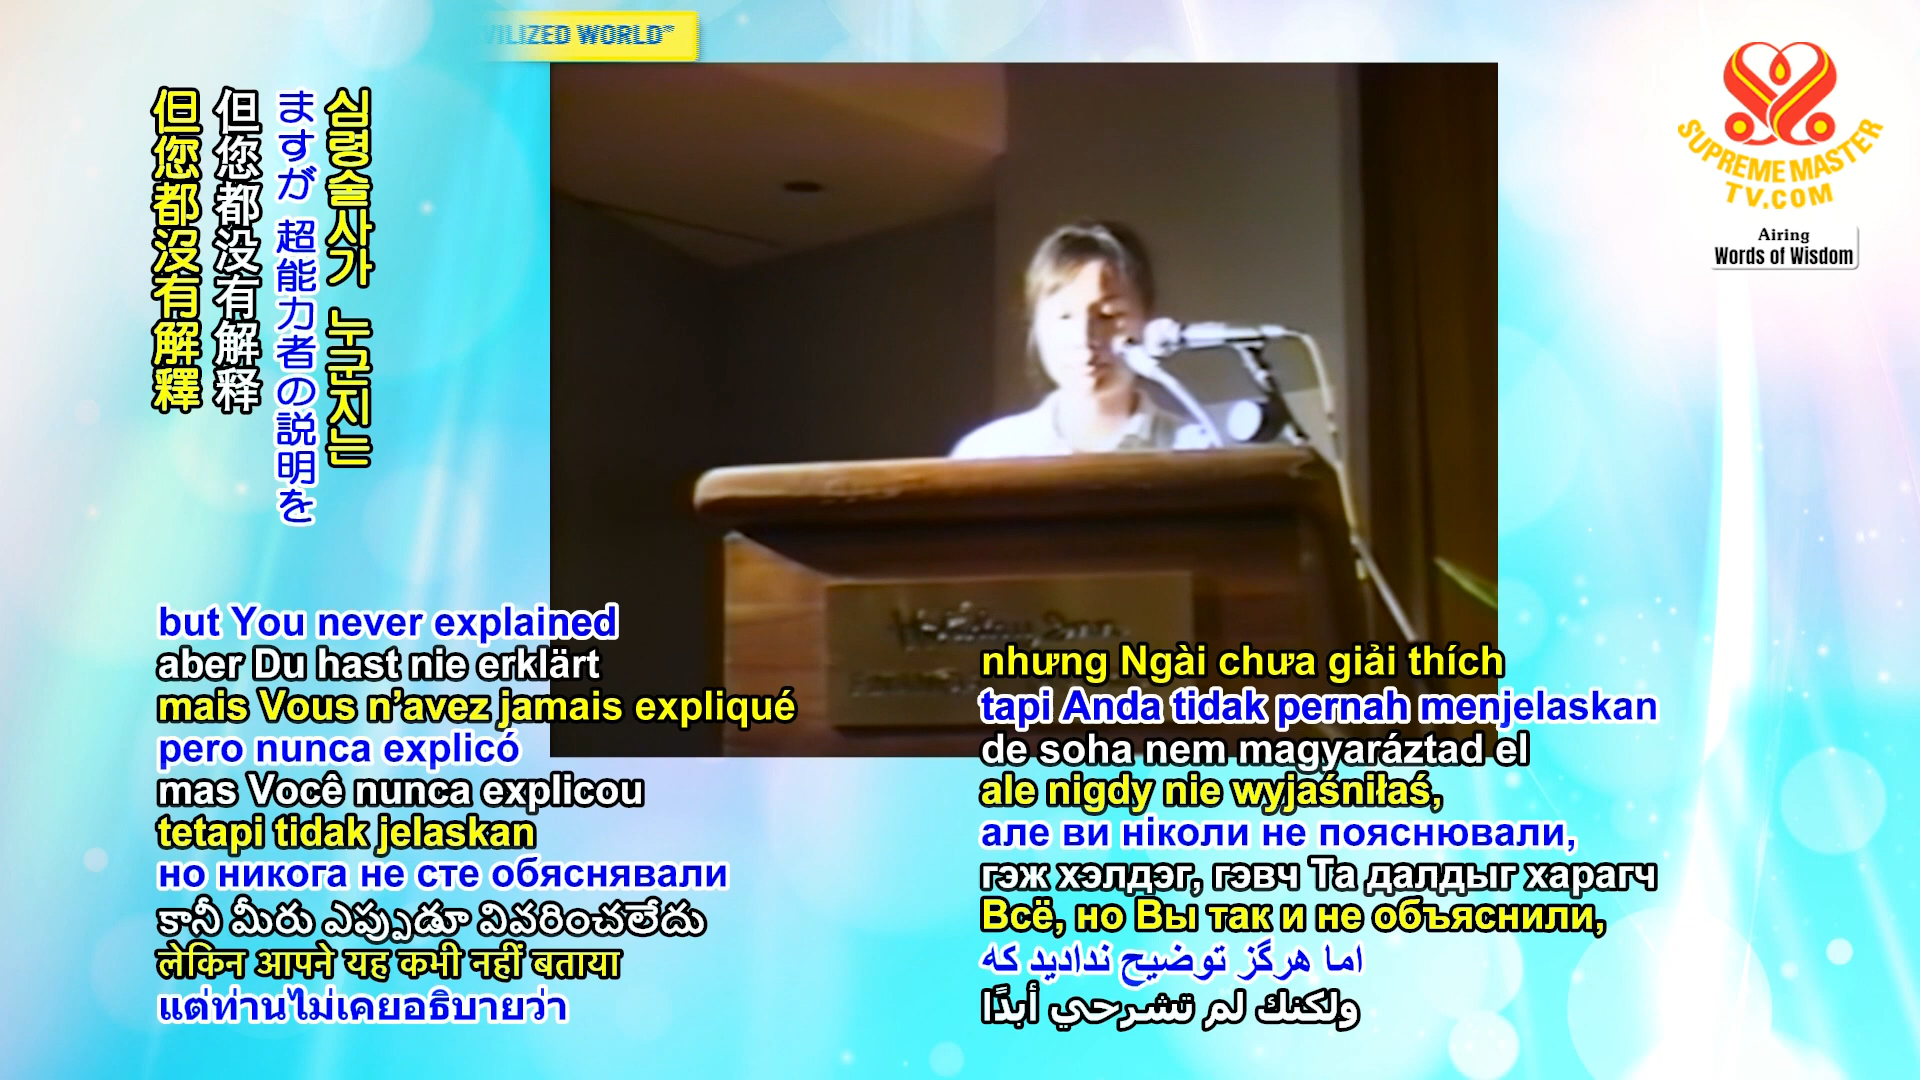 VILIZED WORLD"
SUPREME MASTER
TV.COM
Airing
Words of Wisdom
심령술사가 누군지는
ますが 超能力者の説明を
但您都没有解释
但您都沒有解釋
but You never explained
aber Du hast nie erklärt
mais Vous n’avez jamais expliqué
pero nunca explicó
mas Você nunca explicou
tetapi tidak jelaskan
но никога не сте обяснявали
కానీ మీరు ఎప్పుడూ వివరించలేదు
लेकिन आपने यह कभी नहीं बताया
แต่ท่านไม่เคยอธิบายว่า
nhưng Ngài chưa giải thích
tapi Anda tidak pernah menjelaskan
de soha nem magyaráztad el
ale nigdy nie wyjaśniłaś,
але ви ніколи не пояснювали,
гэж хэлдэг, гэвч Та далдыг харагч
Всё, но Вы так и не объяснили,
اما هرگز توضیح ندادید که
ولكنك لم تشرحي أبدًا
Holiday Inn